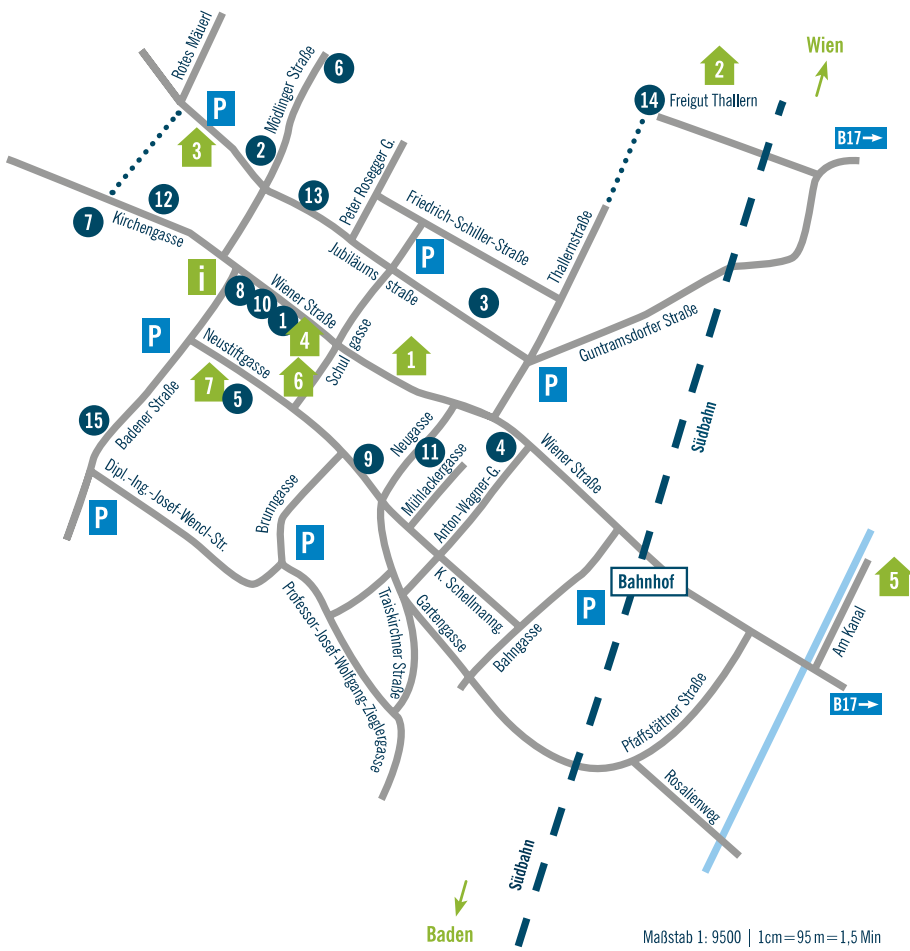 Rotes Mäuerl
P
Mödlinger Straße
6
2
Wien
14
Freigut Thallern
B17→
3
2
12
13
Peter Rosegger G.
Friedrich-Schiller-Straße
7
Kirchengasse
Thallernstraße
P
Jubiläums straße
i
8
10
1
Wiener Straße
3
4
Schulgasse
1
Guntramsdorfer Straße
P
Neustiftgasse
7
5
6
P
Südbahn
15
Badener Straße
Neugasse
11
4
Wiener Straße
9
Mühlackergasse
Anton-Wagner-G.
Dipl.-Ing.-Josef-Wencl-Str.
P
Brunngasse
P
K. Schellmanng.
Bahnhof
P
5
Am Kanal
Professor-Josef-Wolfgang-Zieglergasse
Traiskirchner Straße
Gartengasse
Bahngasse
B17→
Pfaffstättner Straße
Rosalienweg
Südbahn
Baden
Maßstab 1: 9500 | 1cm=95 m=1,5 Min